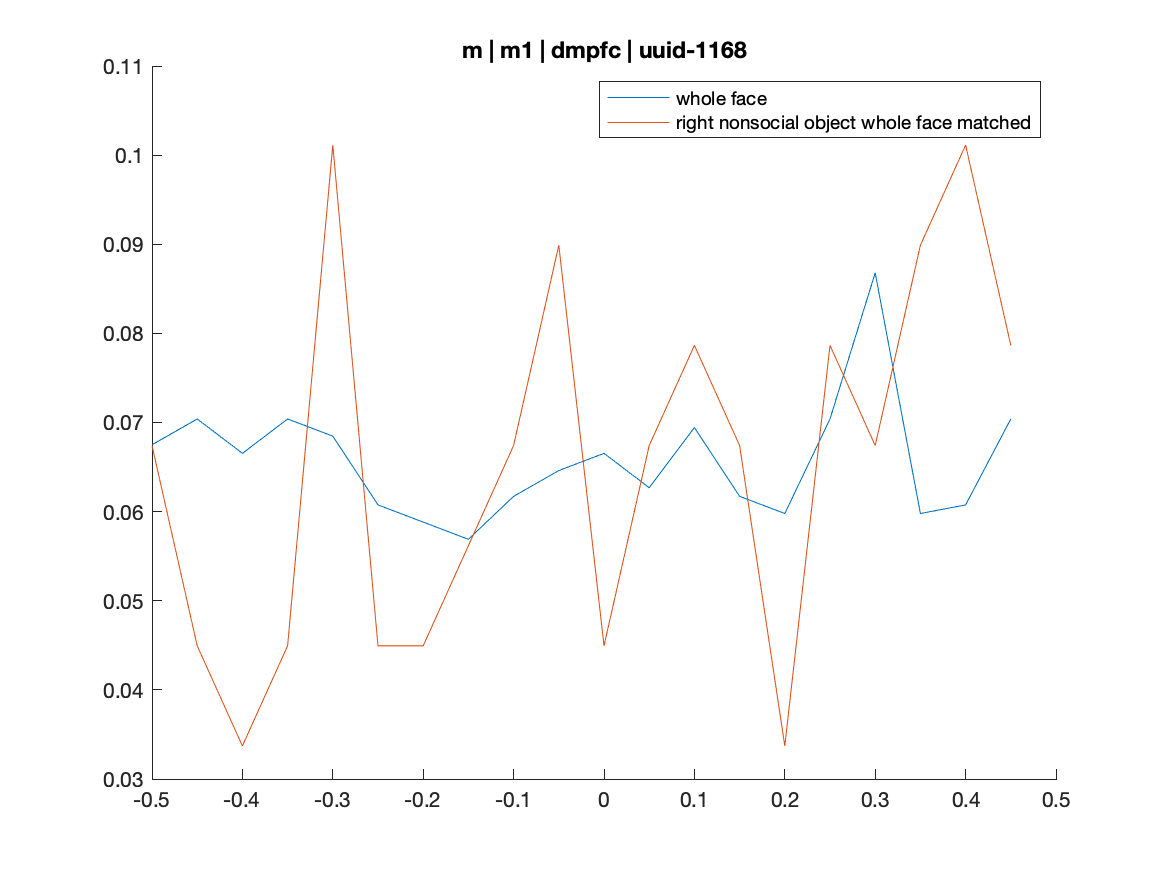 m | m1 | dmpfc | uuid-1168
whole face
right nonsocial object whole face matched
0.11
0.1
0.09
0.08
0.07
0.06
0.05
0.04
0.03
-0.5 -0.4 -0.3 -0.2 -0.1 0 0.1 0.2 0.3 0.4 0.5